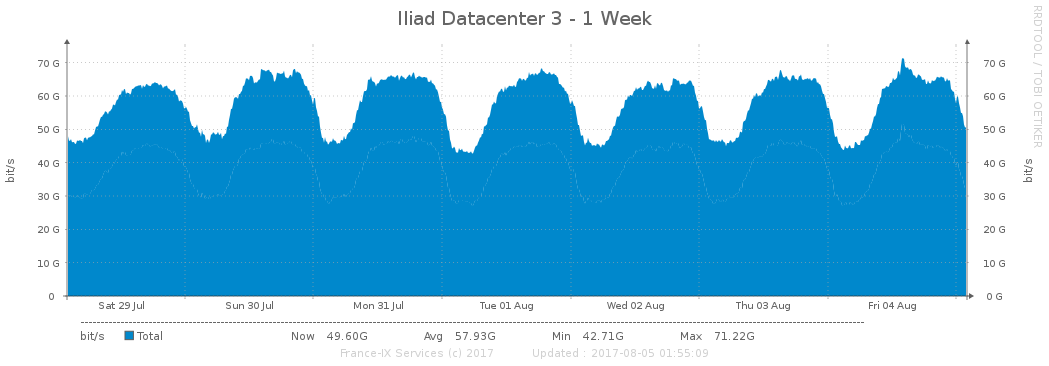 Iliad Datacenter 3 - 1 Week
RRDTOOL / TOBI OETIKER
70 G 70 G
60 G 60 G
50 G 50 G
40 G 40 G
30 G 30 G
20 G 20 G
10 G 10 G
0 0 G
bit/s bit/s
Sat 29 Jul Sun 30 Jul Mon 31 Jul Tue 01 Aug Wed 02 Aug Thu 03 Aug Fri 04 Aug
bit/s Total Now 49.60G Avg 57.93G Min 42.71G Max 71.22G
France-IX Services (c) 2017 Updated : 2017-08-05 01:55:09